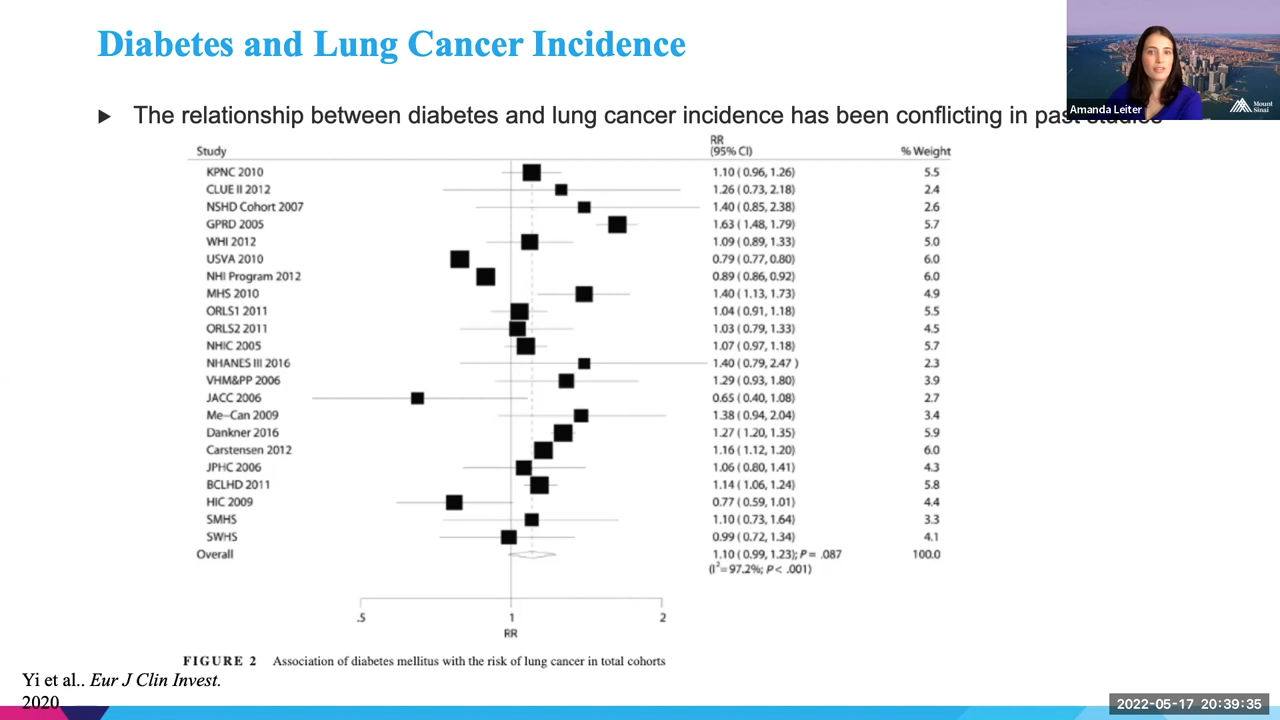 Diabetes and Lung Cancer Incidence
Amanda Leiter
Mount
Sinai
▶ The relationship between diabetes and lung cancer incidence has been conflicting in past studies
Study RR (95% CI) % Weight
KPNC 2010 1.10 (0.96, 1.26) 5.5
CLUE II 2012 1.26 (0.73, 2.18) 2.4
NSHD Cohort 2007 1.40 (0.85, 2.38) 2.6
GPRD 2005 1.63 (1.48, 1.79) 5.7
WHI 2012 1.09 (0.89, 1.33) 5.0
USVA 2010 0.79 (0.77, 0.80) 6.0
NHI Program 2012 0.89 (0.86, 0.92) 6.0
MHS 2010 1.40 (1.13, 1.73) 4.9
ORLS1 2011 1.04 (0.91, 1.18) 5.5
ORLS2 2011 1.03 (0.79, 1.33) 4.5
NHIC 2005 1.07 (0.97, 1.18) 5.7
NHANES III 2016 1.40 (0.79, 2.47 ) 2.3
VHM&PP 2006 1.29 (0.93, 1.80) 3.9
JACC 2006 0.65 (0.40, 1.08) 2.7
Me–Can 2009 1.38 (0.94, 2.04) 3.4
Dankner 2016 1.27 (1.20, 1.35) 5.9
Carstensen 2012 1.16 (1.12, 1.20) 6.0
JPHC 2006 1.06 (0.80, 1.41) 4.3
BCLHD 2011 1.14 (1.06, 1.24) 5.8
HIC 2009 0.77 (0.59, 1.01) 4.4
SMHS 1.10 (0.73, 1.64) 3.3
SWHS 0.99 (0.72, 1.34) 4.1
Overall 1.10 (0.99, 1.23); P = .087 100.0
(I²= 97.2%; P< .001)
.5 1 2
RR
FIGURE 2 Association of diabetes mellitus with the risk of lung cancer in total cohorts
Yi et al.. Eur J Clin Invest.
2020
2022-05-17 20:39:35